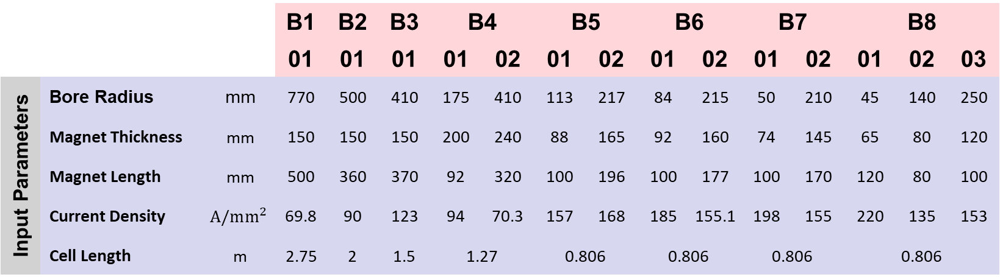 B1 B2 B3 B4 B5 B6 B7 B8
01 01 01 01 02 01 02 01 02 01 02 01 02 03
Input Parameters
Bore Radius mm 770 500 410 175 410 113 217 84 215 50 210 45 140 250
Magnet Thickness mm 150 150 150 200 240 88 165 92 160 74 145 65 80 120
Magnet Length mm 500 360 370 92 320 100 196 100 177 100 170 120 80 100
Current Density A/mm² 69.8 90 123 94 70.3 157 168 185 155.1 198 155 220 135 153
Cell Length m 2.75 2 1.5 1.27 0.806 0.806 0.806 0.806